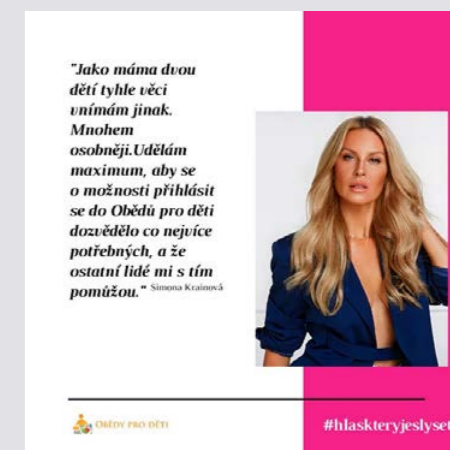 "Jako máma dvou
dětí tyhle věci
vnímám jinak.
Mnohem
osobněji.Udělám
maximum, aby se
o možnosti přihlásit
se do Obědů pro děti
dozvědělo co nejvíce
potřebných, a že
ostatní lidé mi s tím
pomůžou." Simona Krainová
OBĚDY PRO DĚTI
#hlaskteryjeslyset